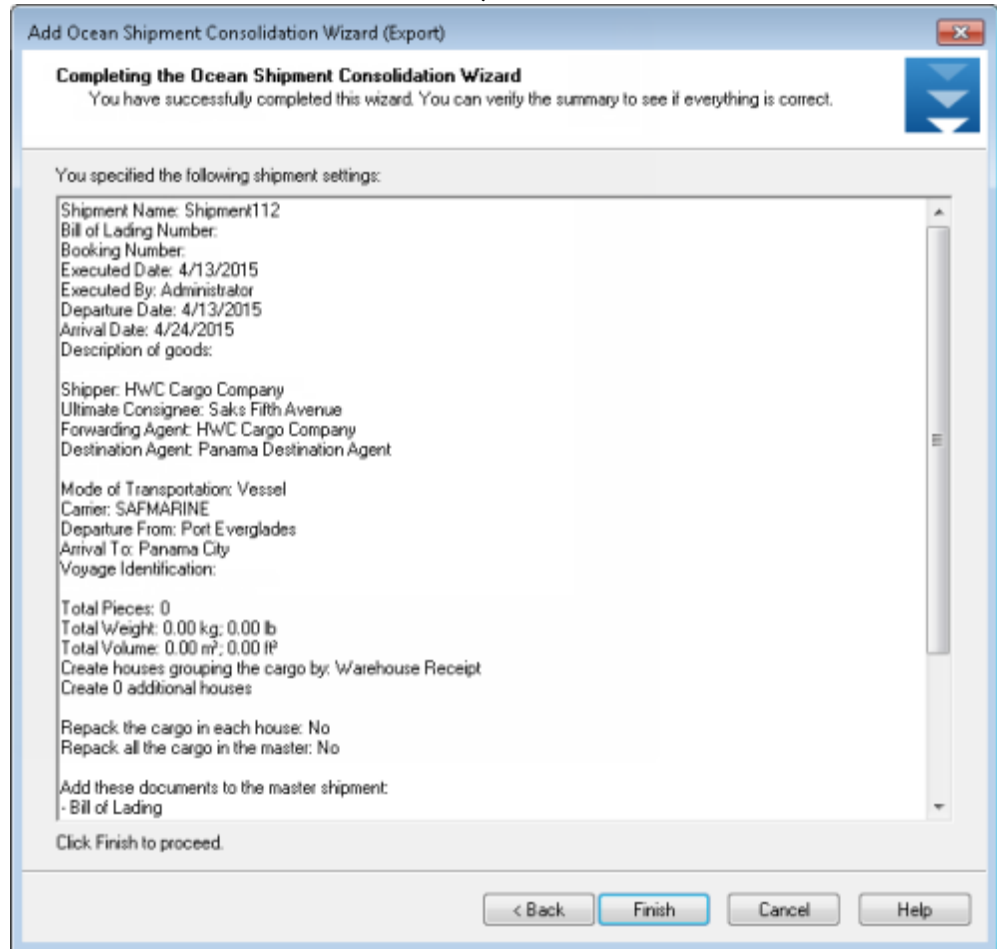 Add Ocean Shipment Consolidation Wizard (Export)
Completing the Ocean Shipment Consolidation Wizard
You have successfully completed this wizard. You can verify the summary to see if everything is correct.
You specified the following shipment settings:
Shipment Name: Shipment112
Bill of Lading Number:
Booking Number:
Executed Date: 4/13/2015
Executed By: Administrator
Departure Date: 4/13/2015
Arrival Date: 4/24/2015
Description of goods:
Shipper: HWC Cargo Company
Ultimate Consignee: Saks Fifth Avenue
Forwarding Agent: HWC Cargo Company
Destination Agent: Panama Destination Agent
Mode of Transportation: Vessel
Carrier: SAFMARINE
Departure From: Port Everglades
Arrival To: Panama City
Voyage Identification:
Total Pieces: 0
Total Weight: 0.00 kg; 0.00 lb
Total Volume: 0.00 m³; 0.00 ft³
Create houses grouping the cargo by: Warehouse Receipt
Create 0 additional houses
Repack the cargo in each house: No
Repack all the cargo in the master: No
Add these documents to the master shipment:
- Bill of Lading
Click Finish to proceed.
< Back Finish Cancel Help